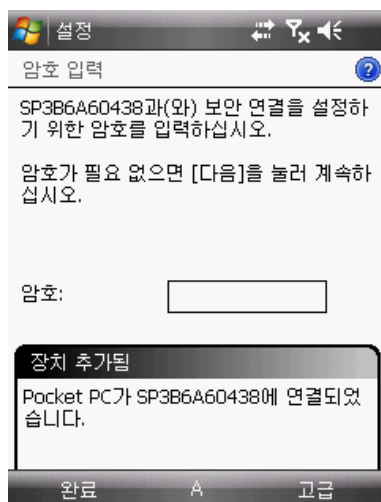 설정
암호 입력
SP3B6A60438과(와) 보안 연결을 설정하
기 위한 암호를 입력하십시오.
암호가 필요 없으면 [다음]을 눌러 계속하
십시오.
암호:
장치 추가됨
Pocket PC가 SP3B6A60438에 연결되었
습니다.
완료 A 고급